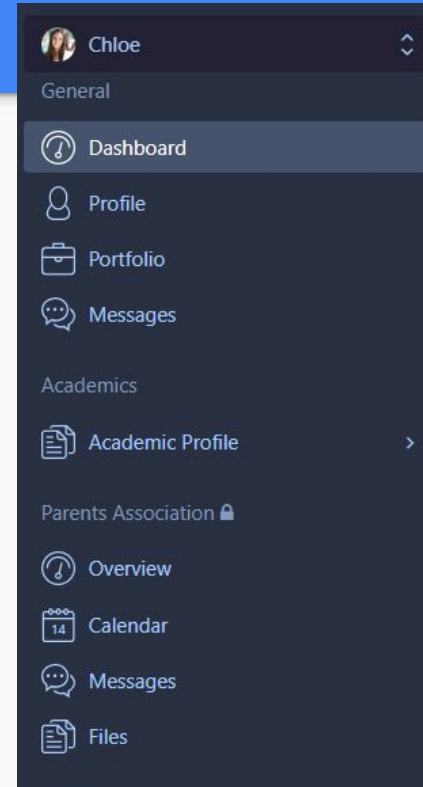 Chloe
General
Dashboard
Profile
Portfolio
Messages
Academics
Academic Profile
Parents Association
Overview
14
Calendar
Messages
Files